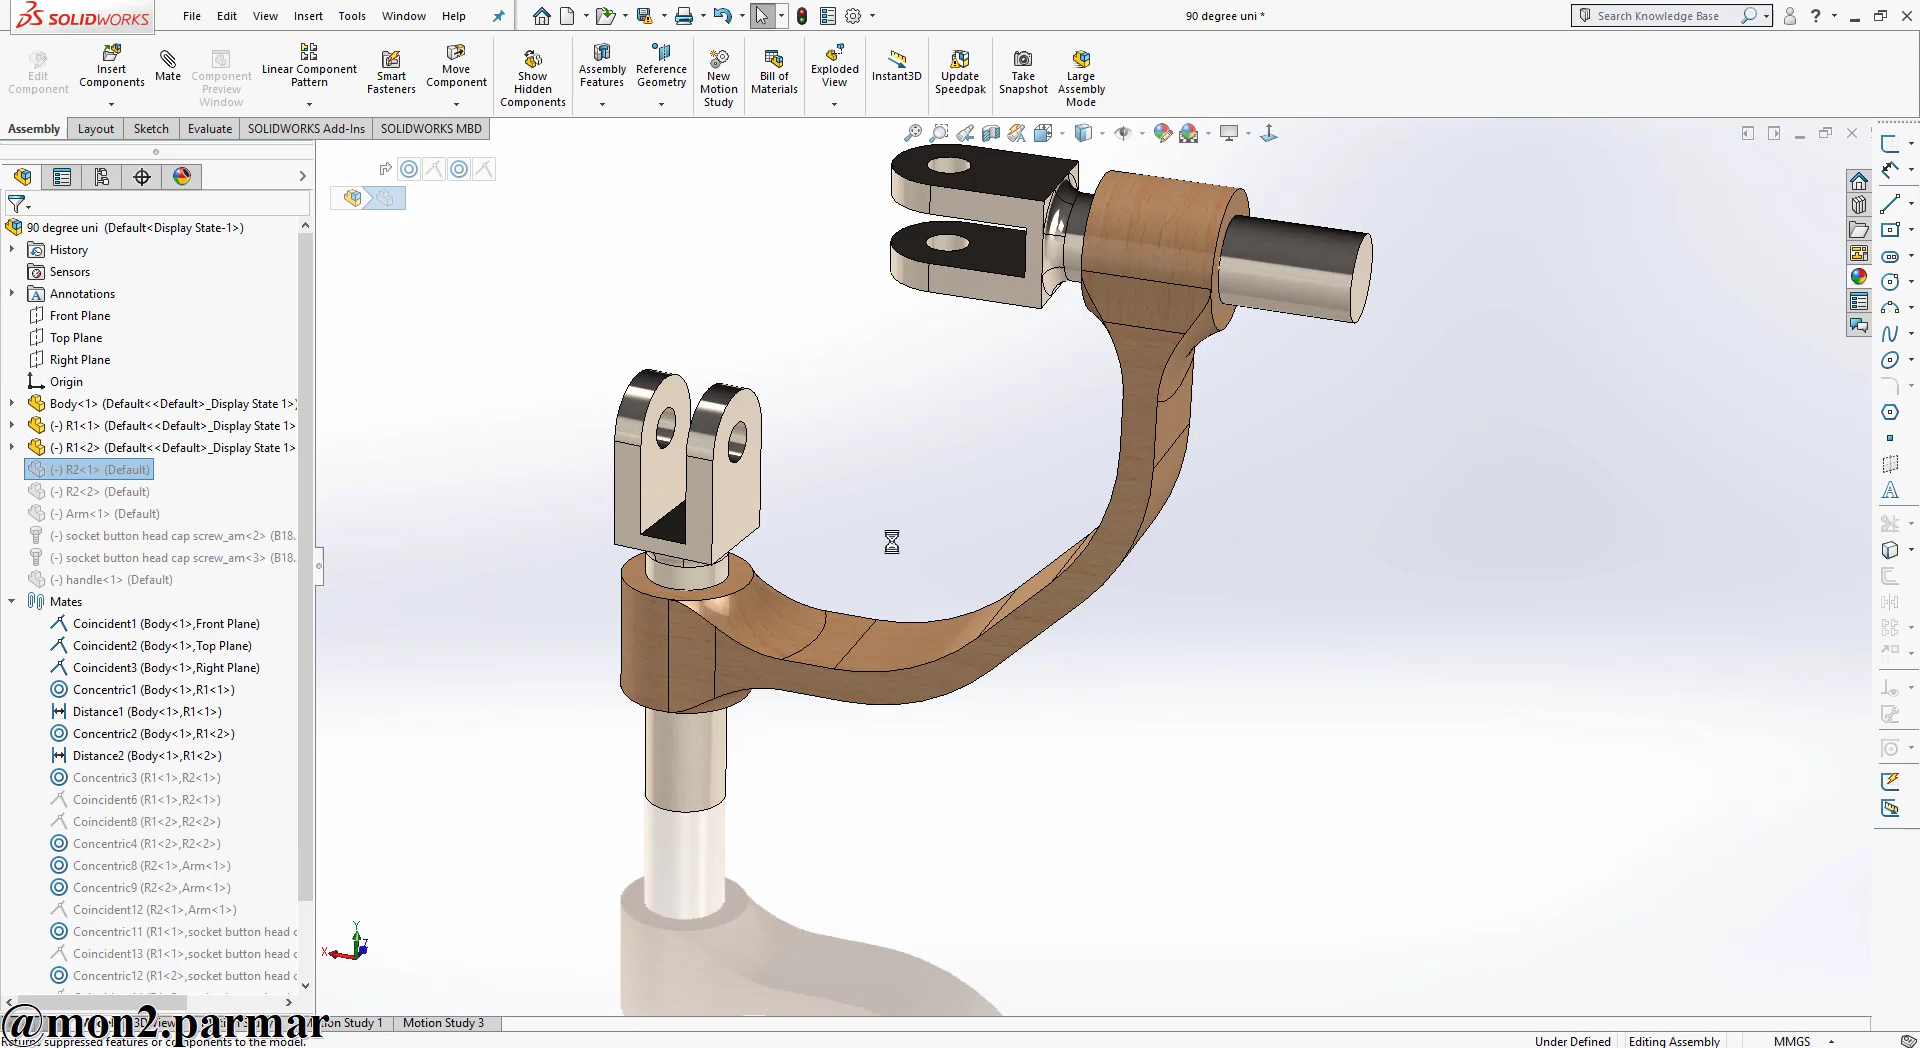 SOLIDWORKS
File Edit View Insert Tools Window Help
90 degree uni *
Search Knowledge Base
Edit Component
Insert Components
Mate
Component Preview Window
Linear Component Pattern
Smart Fasteners
Move Component
Show Hidden Components
Assembly Features
Reference Geometry
New Motion Study
Bill of Materials
Exploded View
Instant3D
Update Speedpak
Take Snapshot
Large Assembly Mode
Assembly Layout Sketch Evaluate SOLIDWORKS Add-Ins SOLIDWORKS MBD
90 degree uni (Default<Display State-1>)
History
Sensors
Annotations
Front Plane
Top Plane
Right Plane
Origin
Body<1> (Default<<Default>_Display State 1>)
(-) R1<1> (Default<<Default>_Display State 1>
(-) R1<2> (Default<<Default>_Display State 1>
(-) R2<1> (Default)
(-) R2<2> (Default)
(-) Arm<1> (Default)
(-) socket button head cap screw_am<2> (B18.
(-) socket button head cap screw_am<3> (B18.
(-) handle<1> (Default)
Mates
Coincident1 (Body<1>,Front Plane)
Coincident2 (Body<1>,Top Plane)
Coincident3 (Body<1>,Right Plane)
Concentric1 (Body<1>,R1<1>)
Distance1 (Body<1>,R1<1>)
Concentric2 (Body<1>,R1<2>)
Distance2 (Body<1>,R1<2>)
Concentric3 (R1<1>,R2<1>)
Coincident6 (R1<1>,R2<1>)
Coincident8 (R1<2>,R2<2>)
Concentric4 (R1<2>,R2<2>)
Concentric8 (R2<1>,Arm<1>)
Concentric9 (R2<2>,Arm<1>)
Coincident12 (R2<1>,Arm<1>)
Concentric11 (R1<1>,socket button head c
Coincident13 (R1<1>,socket button head c
Concentric12 (R1<2>,socket button head c
X Y Z
@mon2.parmar
Study 1 Motion Study 3
Returns suppressed features or components to the model.
Under Defined Editing Assembly MMGS